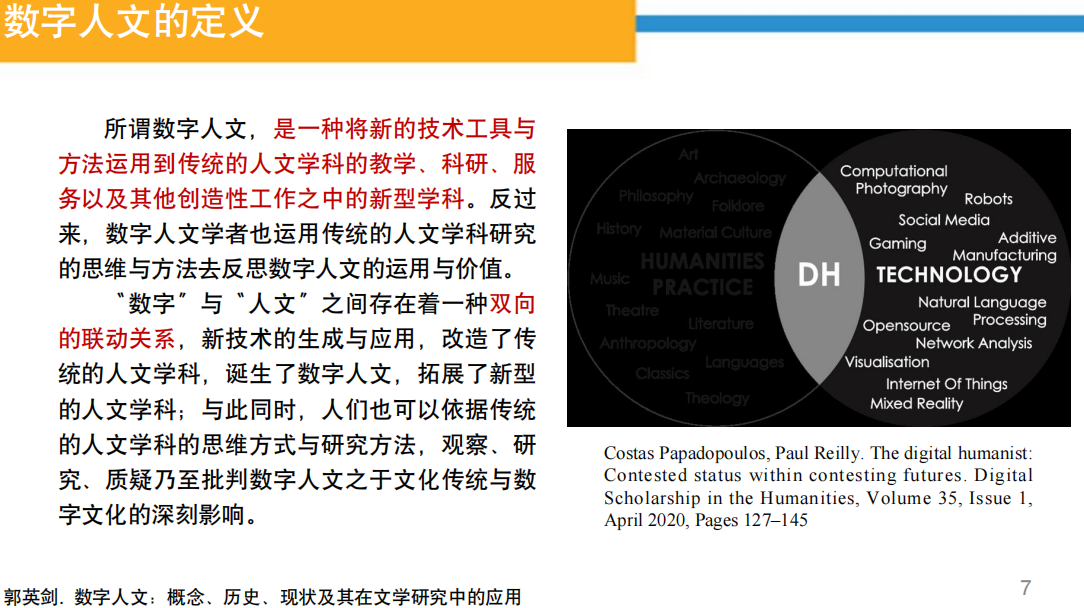 数字人文的定义
所谓数字人文，是一种将新的技术工具与
方法运用到传统的人文学科的教学、科研、服
务以及其他创造性工作之中的新型学科。反过
来，数字人文学者也运用传统的人文学科研究
的思维与方法去反思数字人文的运用与价值。
“数字”与“人文”之间存在着一种双向
的联动关系，新技术的生成与应用，改造了传
统的人文学科，诞生了数字人文，拓展了新型
的人文学科；与此同时，人们也可以依据传统
的人文学科的思维方式与研究方法，观察、研
究、质疑乃至批判数字人文之于文化传统与数
字文化的深刻影响。
郭英剑. 数字人文：概念、历史、现状及其在文学研究中的应用
Art
Archaeology
Philosophy
Folklore
History
Material Culture
HUMANITIES
PRACTICE
Music
Theatre
Literature
Anthropology
Languages
Classics
Theology
DH
Computational
Photography
Robots
Social Media
Gaming
Additive
Manufacturing
TECHNOLOGY
Natural Language
Processing
Opensource
Network Analysis
Visualisation
Internet Of Things
Mixed Reality
Costas Papadopoulos, Paul Reilly. The digital humanist:
Contested status within contesting futures. Digital
Scholarship in the Humanities, Volume 35, Issue 1,
April 2020, Pages 127–145
7